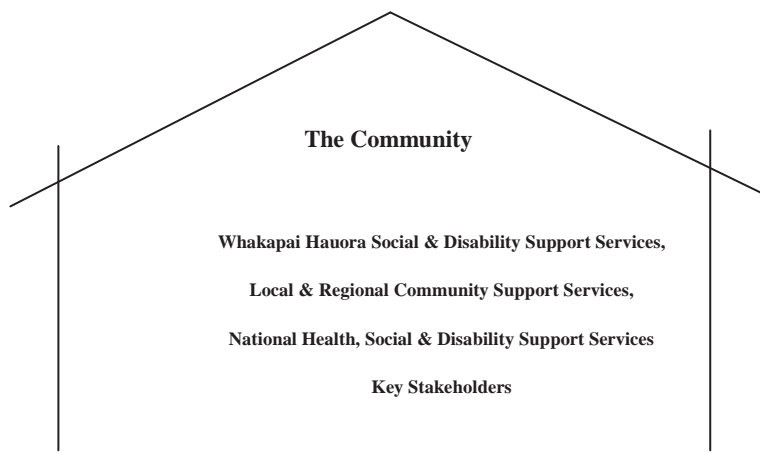 The Community
Whakapai Hauora Social & Disability Support Services,
Local & Regional Community Support Services,
National Health, Social & Disability Support Services
Key Stakeholders